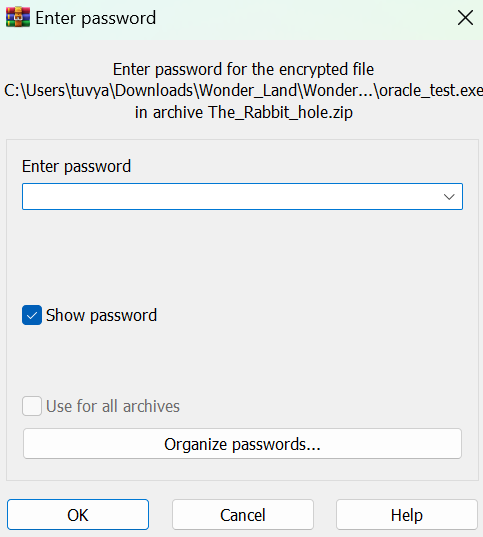 Enter password
Enter password for the encrypted file
C:\Users\tuvya\Downloads\Wonder_Land\Wonder...\oracle_test.exe
in archive The_Rabbit_hole.zip
Enter password
Show password
Use for all archives
Organize passwords...
OK
Cancel
Help